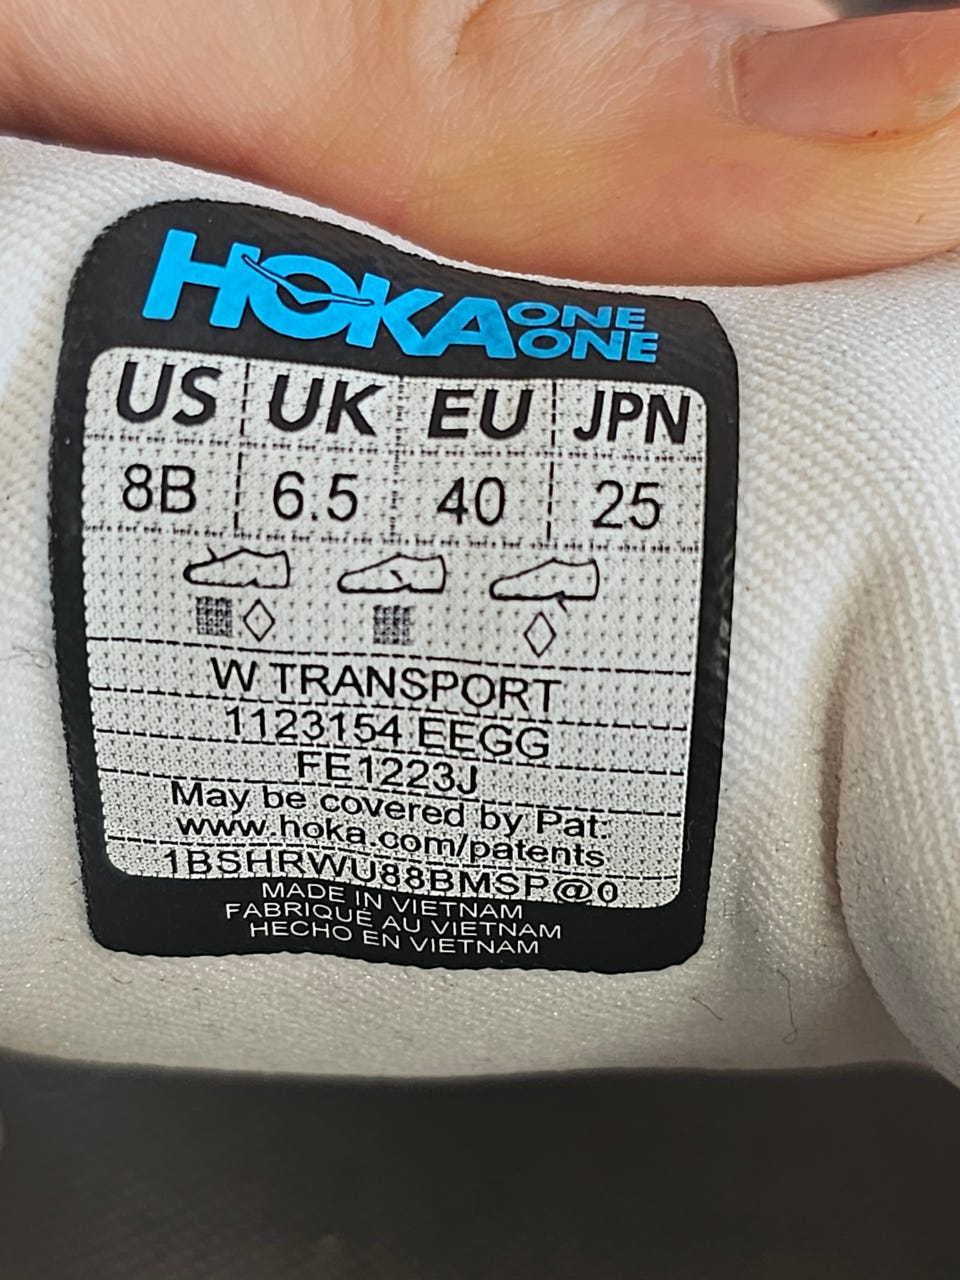 HOKA ONE ONE
US UK EU JPN
8B 6.5 40 25
W TRANSPORT
1123154 EEGG
FE1223J
May be covered by Pat:
www.hoka.com/patents
1BSHRWU88BMSP@0
MADE IN VIETNAM
FABRIQUÉ AU VIETNAM
HECHO EN VIETNAM